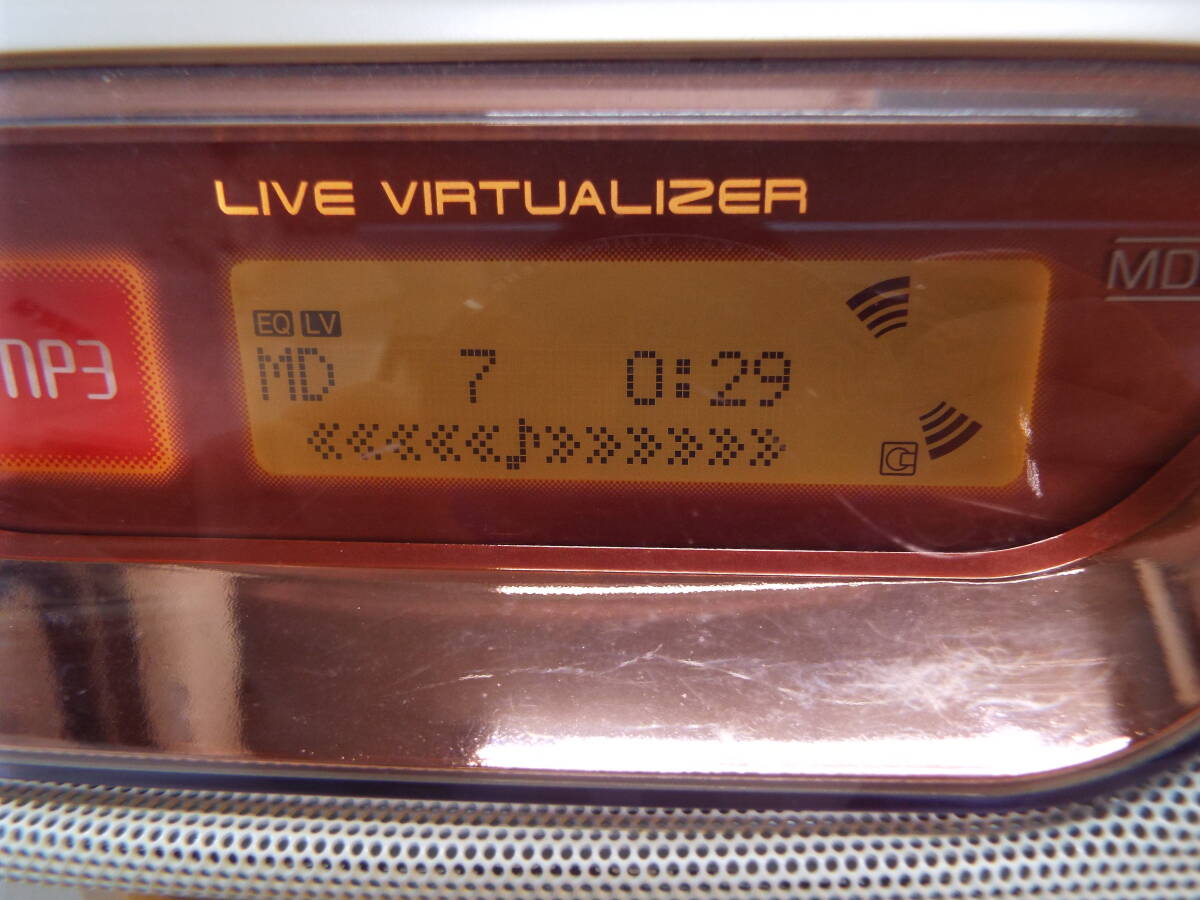 LIVE VIRTUALIZER
MD
MP3
EQ LV
MD 7 0:29